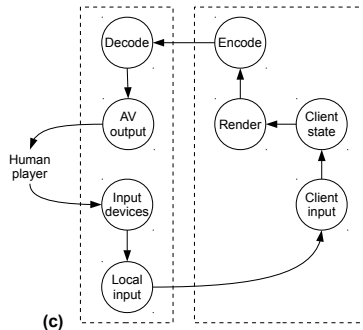 Decode
Encode
AV
output
Render
Client
state
Human
player
Input
devices
Client
input
Local
input
(c)